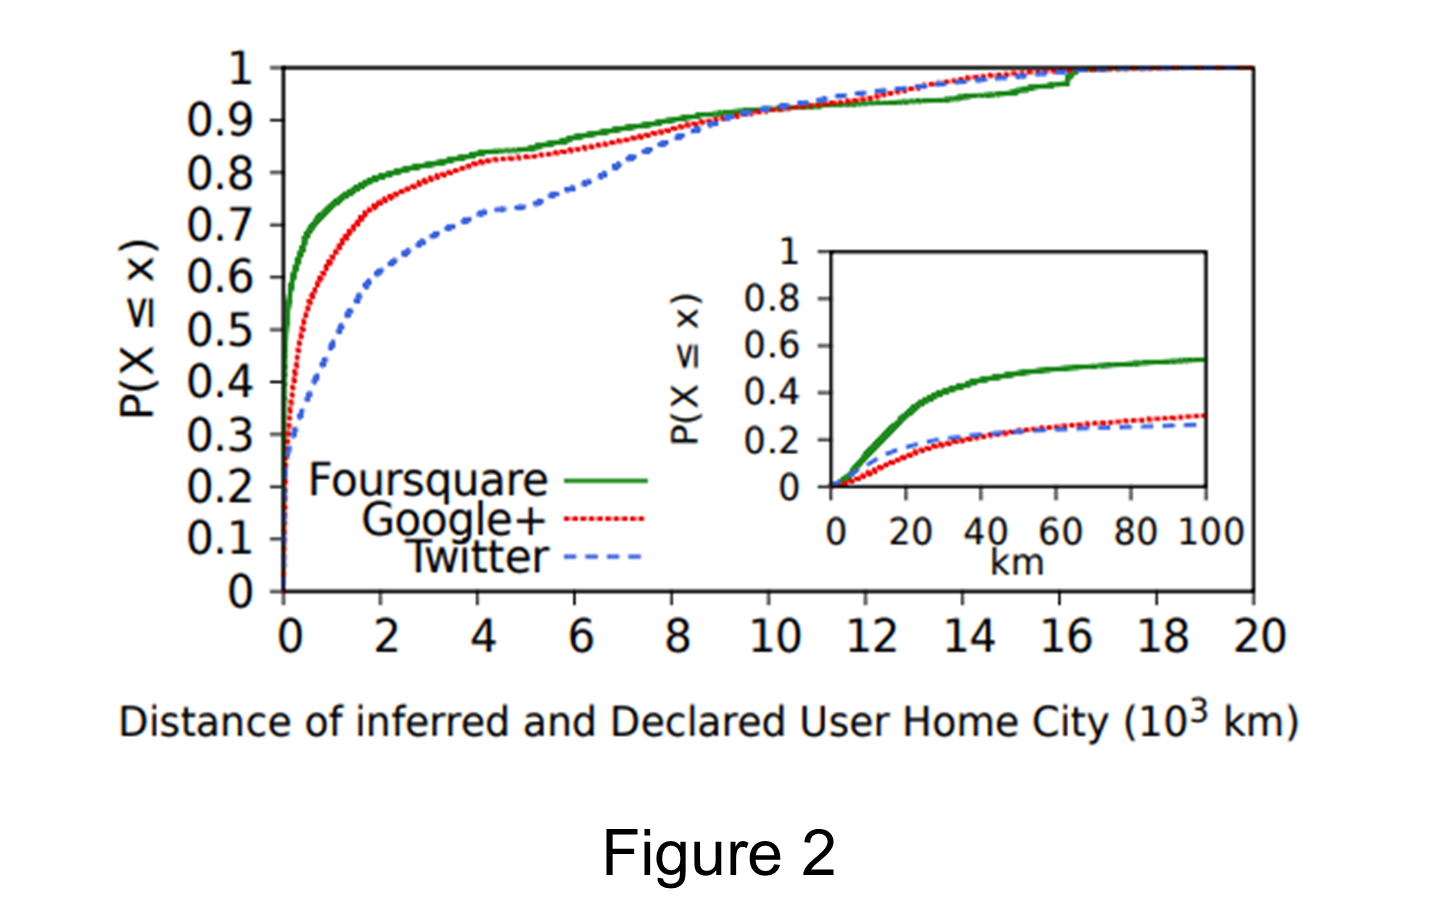 1
0.9
0.8
0.7
0.6
0.5
0.4
0.3
0.2
0.1
0
P(X ≤ x)
Foursquare
Google+
Twitter
1
0.8
0.6
0.4
0.2
0
P(X ≤ x)
0 20 40 60 80 100
km
0 2 4 6 8 10 12 14 16 18 20
Distance of inferred and Declared User Home City (10³ km)
Figure 2